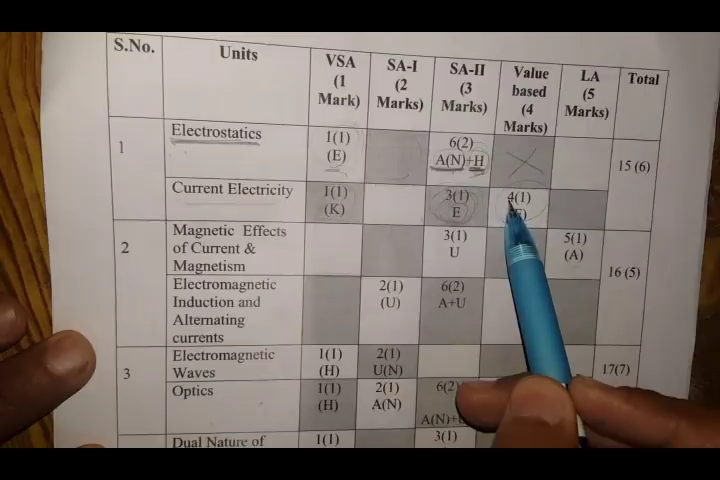 S.No. Units VSA (1 Mark) SA-I (2 Marks) SA-II (3 Marks) Value based (4 Marks) LA (5 Marks) Total
1 Electrostatics 1(1) (E) 6(2) A(N)+H 15 (6)
Current Electricity 1(1) (K) 3(1) E 4(1)
2 Magnetic Effects of Current & Magnetism 3(1) U 5(1) (A) 16 (5)
Electromagnetic Induction and Alternating currents 2(1) (U) 6(2) A+U
3 Electromagnetic Waves 1(1) (H) 2(1) U(N) 17(7)
Optics 1(1) (H) 2(1) A(N) 6(2) 
Dual Nature of 1(1) 3(1)